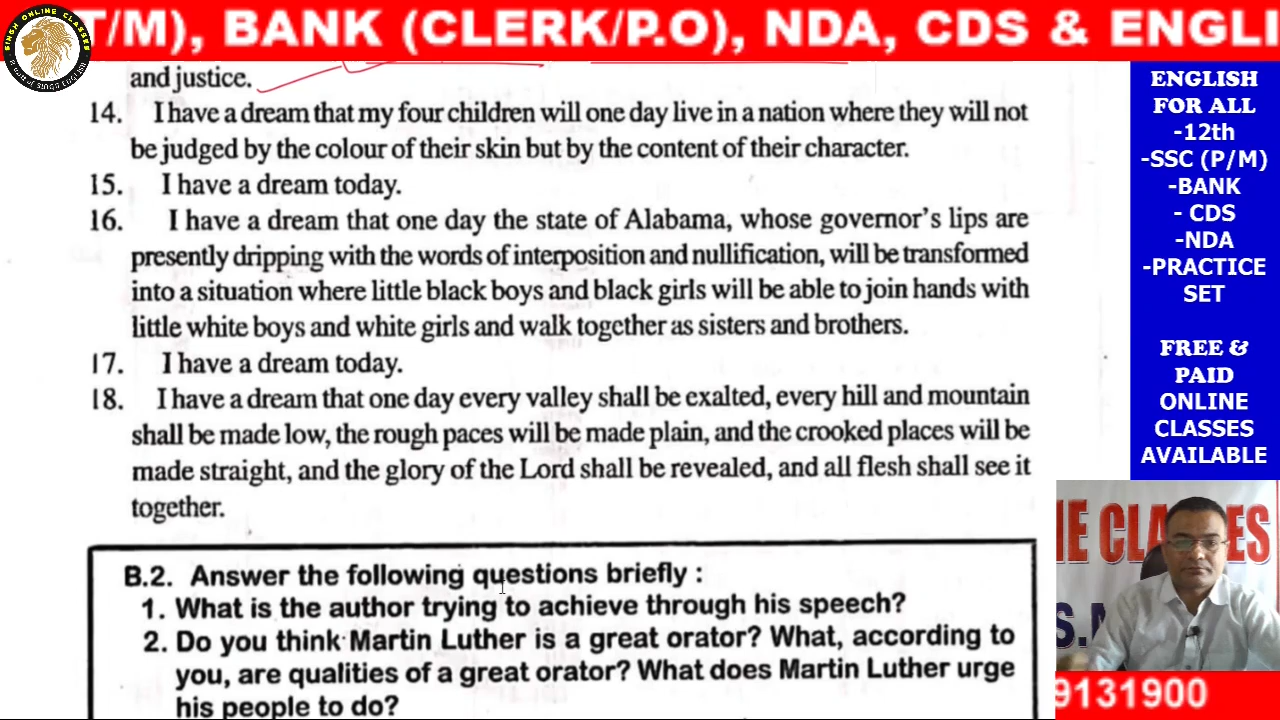 T/M), BANK (CLERK/P.O), NDA, CDS & ENGLI
SINGH ONLINE CLASSES
and justice.
14. I have a dream that my four children will one day live in a nation where they will not
be judged by the colour of their skin but by the content of their character.
15. I have a dream today.
16. I have a dream that one day the state of Alabama, whose governor's lips are
presently dripping with the words of interposition and nullification, will be transformed
into a situation where little black boys and black girls will be able to join hands with
little white boys and white girls and walk together as sisters and brothers.
17. I have a dream today.
18. I have a dream that one day every valley shall be exalted, every hill and mountain
shall be made low, the rough paces will be made plain, and the crooked places will be
made straight, and the glory of the Lord shall be revealed, and all flesh shall see it
together.
B.2. Answer the following questions briefly :
1. What is the author trying to achieve through his speech?
2. Do you think Martin Luther is a great orator? What, according to
you, are qualities of a great orator? What does Martin Luther urge
his people to do?
ENGLISH
FOR ALL
-12th
-SSC (P/M)
-BANK
- CDS
-NDA
-PRACTICE
SET
FREE &
PAID
ONLINE
CLASSES
AVAILABLE
NE CLASSES
S.M
9131900